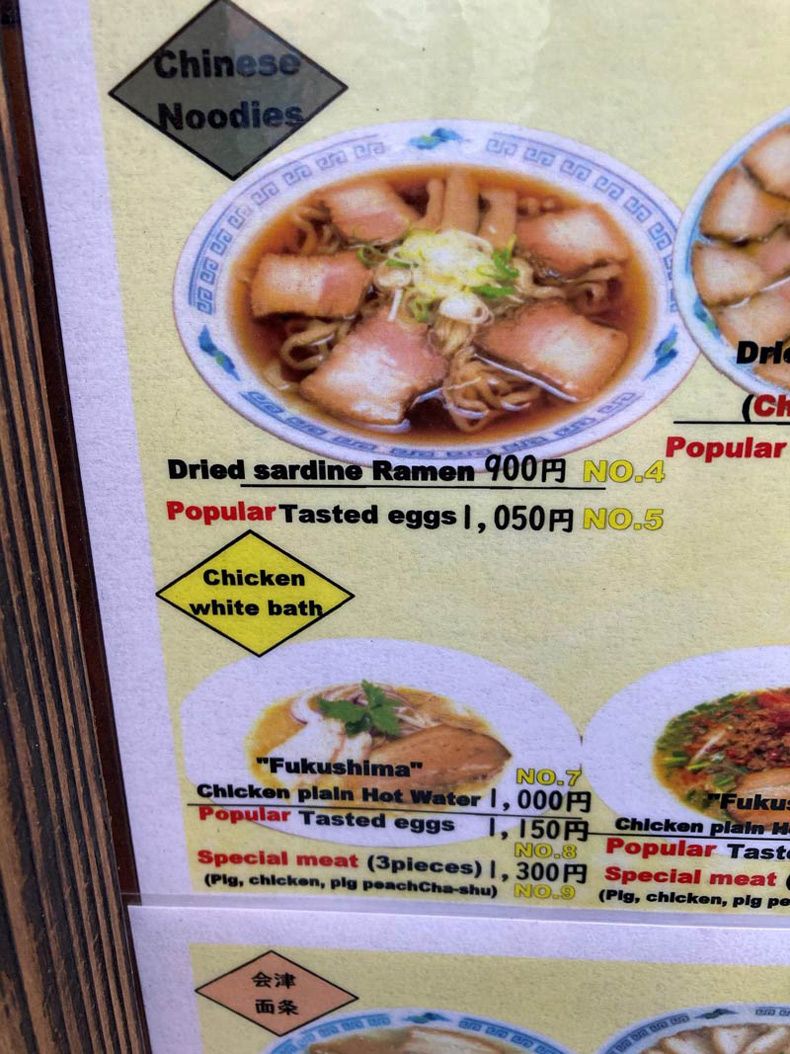 Chinese
Noodies
Dried sardine Ramen 900円 NO.4
Popular Tasted eggs 1,050円 NO.5
(Ch
Popular
Chicken
white bath
"Fukushima"
NO.7
Chicken plain Hot Water 1,000円
Popular Tasted eggs 1,150円
NO.8
Special meat (3pieces) 1,300円
(Pig, chicken, pig peachCha-shu) NO.9
"Fukus
Chicken plain H
Popular Taste
Special meat (
(Pig, chicken, pig pe
会津
面条